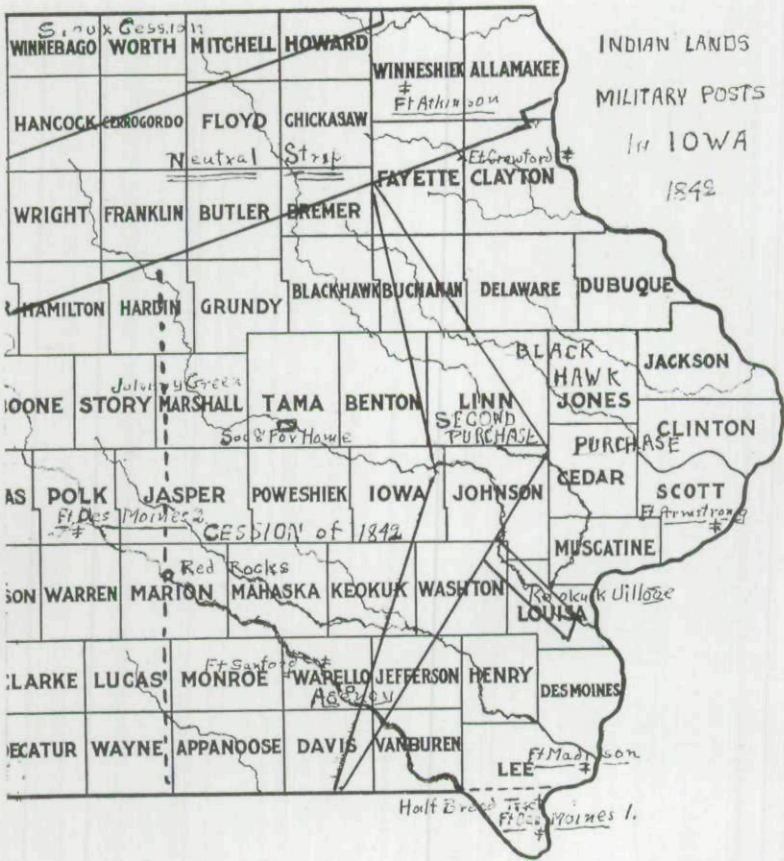 Sioux Cession
WINNEBAGO WORTH MITCHELL HOWARD
WINNESHIEK ALLAMAKEE
Ft Atkinson
INDIAN LANDS
MILITARY POSTS
IN IOWA
1842
HANCOCK CERROGORDO FLOYD CHICKASAW
Neutral Strip
Ft Crawford
FAYETTE CLAYTON
WRIGHT FRANKLIN BUTLER BREMER
HAMILTON HARDIN GRUNDY BLACKHAWK BUCHANAN DELAWARE DUBUQUE
BLACK
HAWK
PURCHASE
JACKSON
BOONE STORY MARSHALL TAMA BENTON LINN JONES
Johnny Green
Sac & Fox Home
SECOND
PURCHASE
CLINTON
AS POLK JASPER POWESHIEK IOWA JOHNSON CEDAR SCOTT
Ft Des Moines 2
CESSION of 1842
Ft Armstrong
MUSCATINE
Red Rocks
SON WARREN MARION MAHASKA KEOKUK WASHTON
Keokuk Village
LOUISA
CLARKE LUCAS MONROE WAPELLO JEFFERSON HENRY DESMOINES
Ft Sanford
Agency
DECATUR WAYNE APPANOOSE DAVIS VANBUREN
LEE
Ft Madison
Half Breed Tract
Ft Des Moines 1.